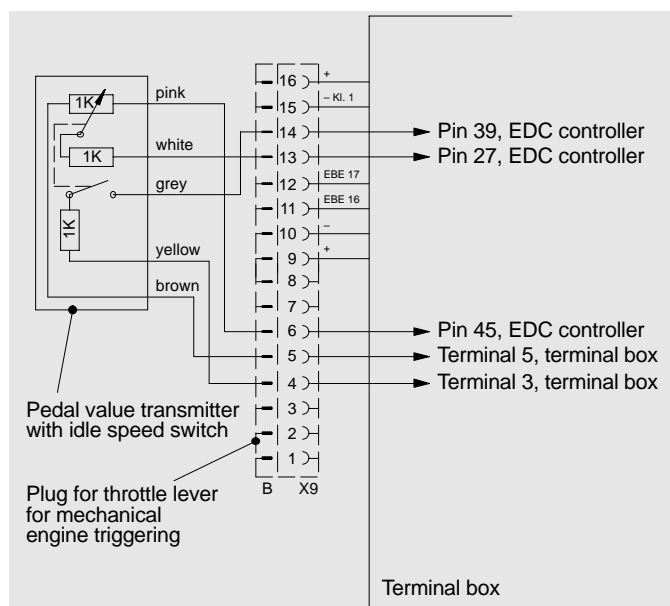 1K
pink
1K
white
grey
1K
yellow
brown
16 +
15 – Kl. 1
14 Pin 39, EDC controller
13 Pin 27, EDC controller
12 EBE 17
11 EBE 16
10 –
9 +
8
7
6 Pin 45, EDC controller
5 Terminal 5, terminal box
4 Terminal 3, terminal box
3
2
1
B X9
Pedal value transmitter
with idle speed switch
Plug for throttle lever
for mechanical
engine triggering
Terminal box